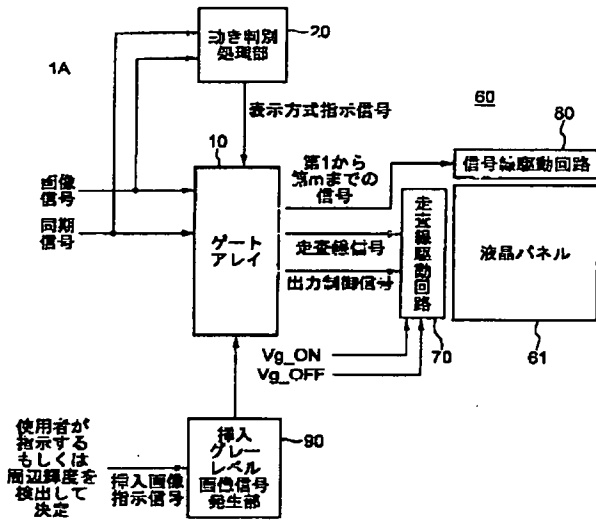 動き判別
処理部
20
1A
表示方式指示信号
60
80
10
第1から
第mまでの
信号
信号線駆動回路
画像
信号
同期
信号
ゲート
アレイ
走査線信号
出力制御信号
走査線駆動回路
液晶パネル
Vg_ON
Vg_OFF
70
61
使用者が
指示する
もしくは
周辺輝度を
検出して
決定
挿入画像
指示信号
挿入
グレー
レベル
画像信号
発生部
90